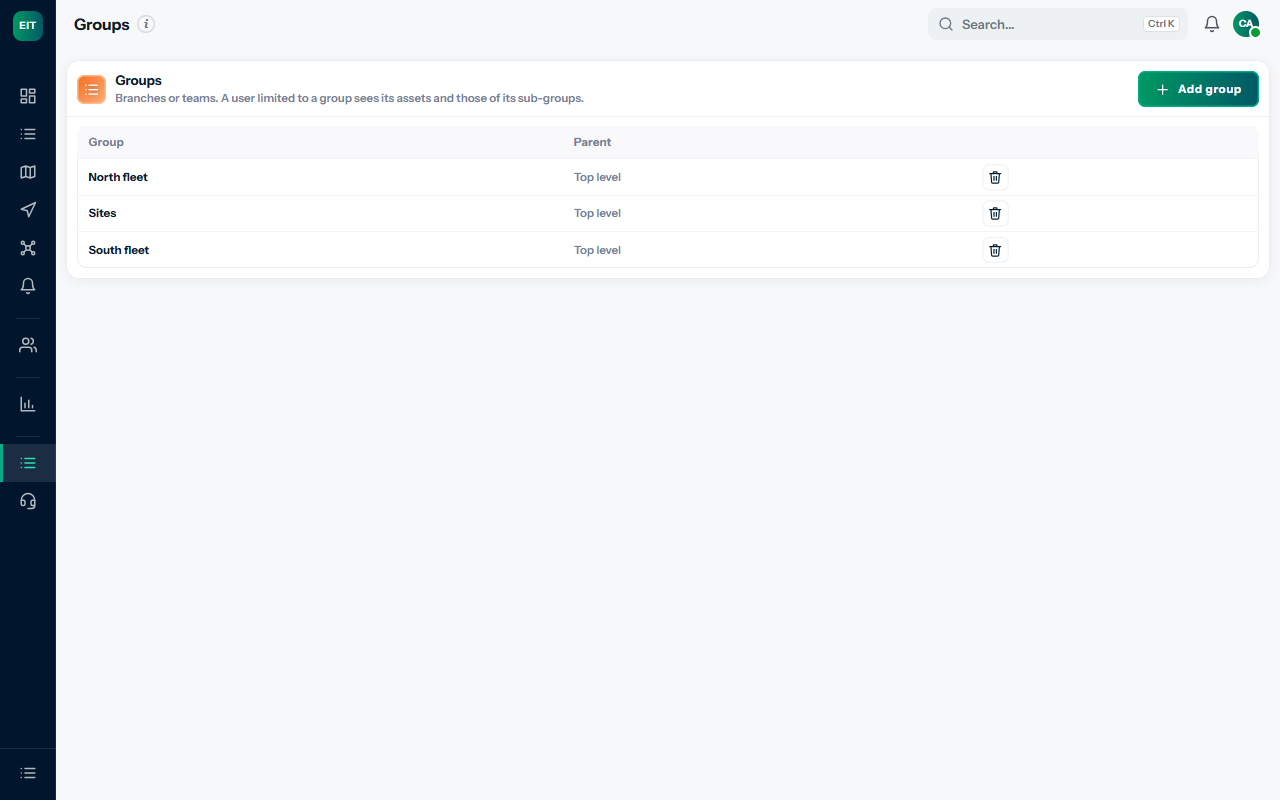 EIT
Groups i
Search...
Ctrl K
CA
Groups
Branches or teams. A user limited to a group sees its assets and those of its sub-groups.
Add group
Group Parent
North fleet Top level
Sites Top level
South fleet Top level